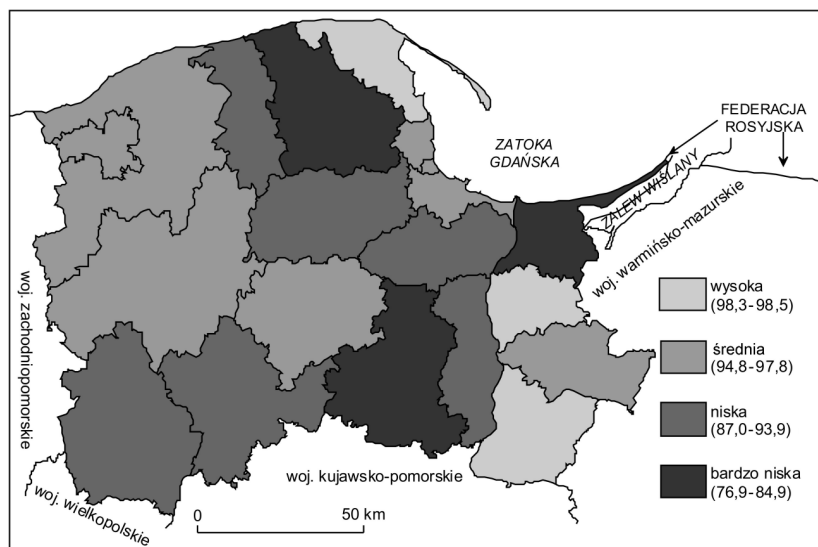 FEDERACJA
ROSYJSKA
ZATOKA
GDAŃSKA
ZALEW WIŚLANY
woj. warmińsko-mazurskie
woj. zachodniopomorskie
wysoka
(98,3-98,5)
średnia
(94,8-97,8)
niska
(87,0-93,9)
bardzo niska
(76,9-84,9)
woj. kujawsko-pomorskie
woj. wielkopolskie
0 50 km